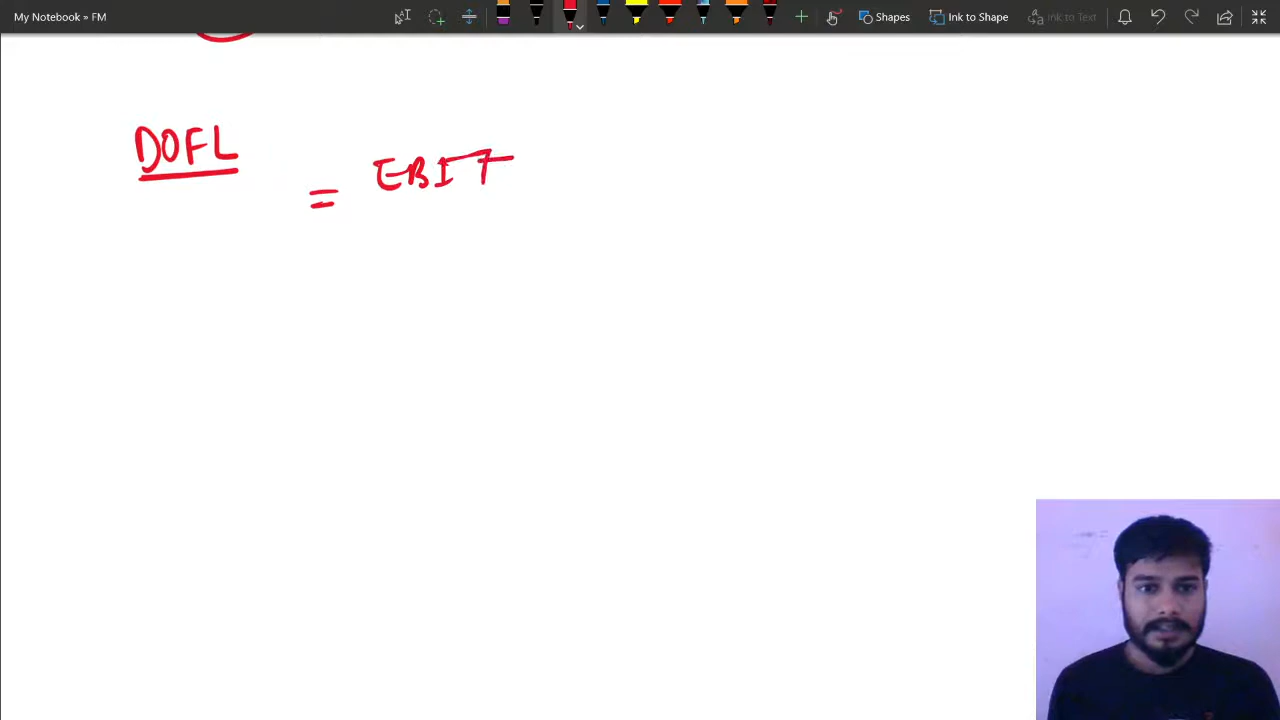 My Notebook » FM
Shapes
Ink to Shape
Ink to Text
DOFL
= EBIT